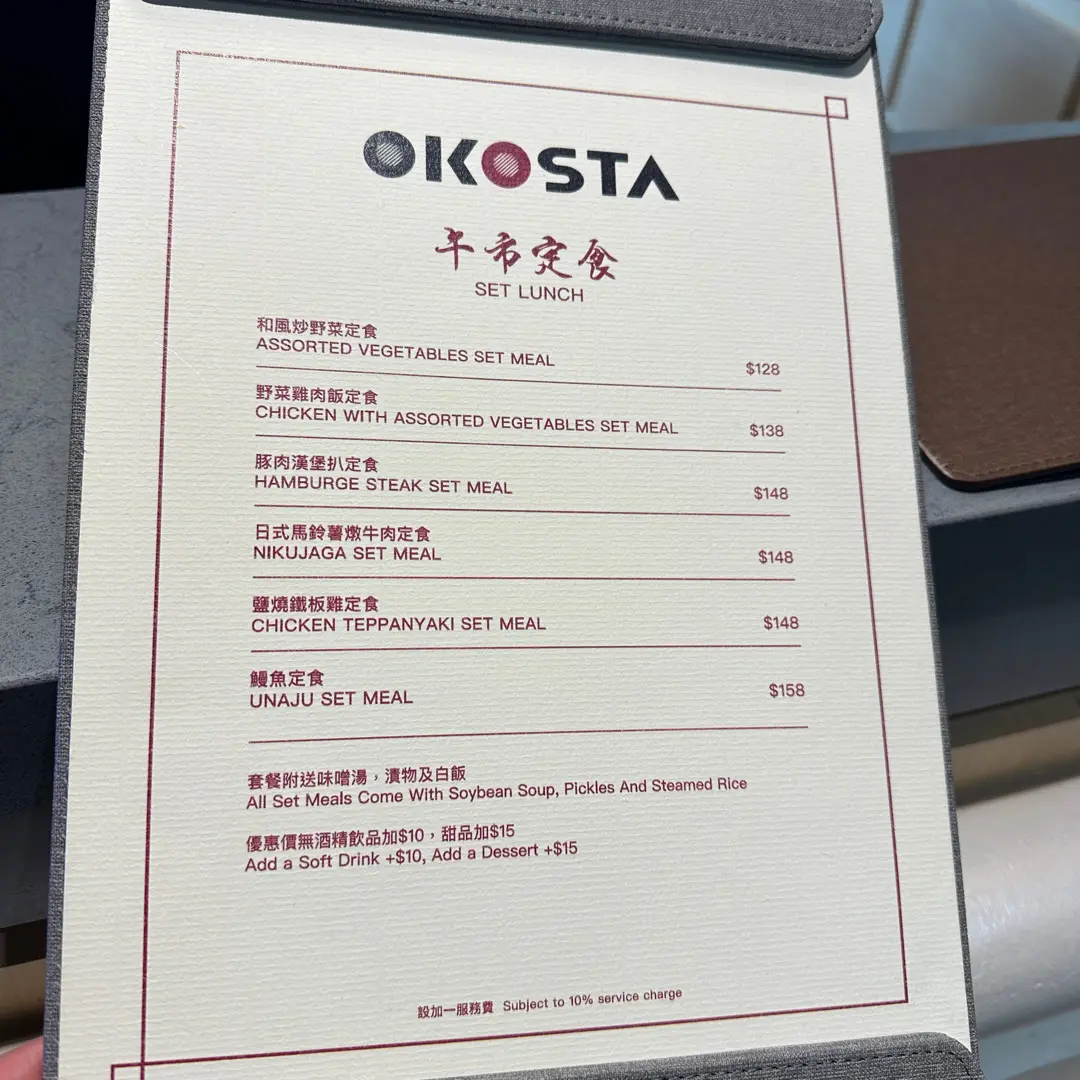 OKOSTA
午市定食
SET LUNCH
和風炒野菜定食
ASSORTED VEGETABLES SET MEAL
$128
野菜雞肉飯定食
CHICKEN WITH ASSORTED VEGETABLES SET MEAL
$138
豚肉漢堡扒定食
HAMBURGE STEAK SET MEAL
$148
日式馬鈴薯燉牛肉定食
NIKUJAGA SET MEAL
$148
鹽燒鐵板雞定食
CHICKEN TEPPANYAKI SET MEAL
$148
鰻魚定食
UNAJU SET MEAL
$158
套餐附送味噌湯，漬物及白飯
All Set Meals Come With Soybean Soup, Pickles And Steamed Rice
優惠價無酒精飲品加$10，甜品加$15
Add a Soft Drink +$10, Add a Dessert +$15
設加一服務費 Subject to 10% service charge